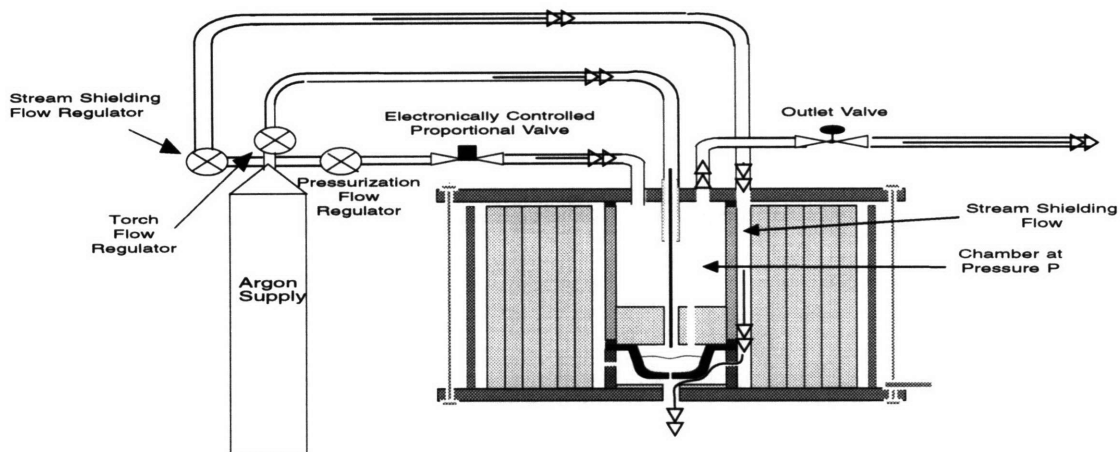 Stream Shielding
Flow Regulator
Electronically Controlled
Proportional Valve
Outlet Valve
Pressurization
Flow
Regulator
Torch
Flow
Regulator
Stream Shielding
Flow
Chamber at
Pressure P
Argon
Supply